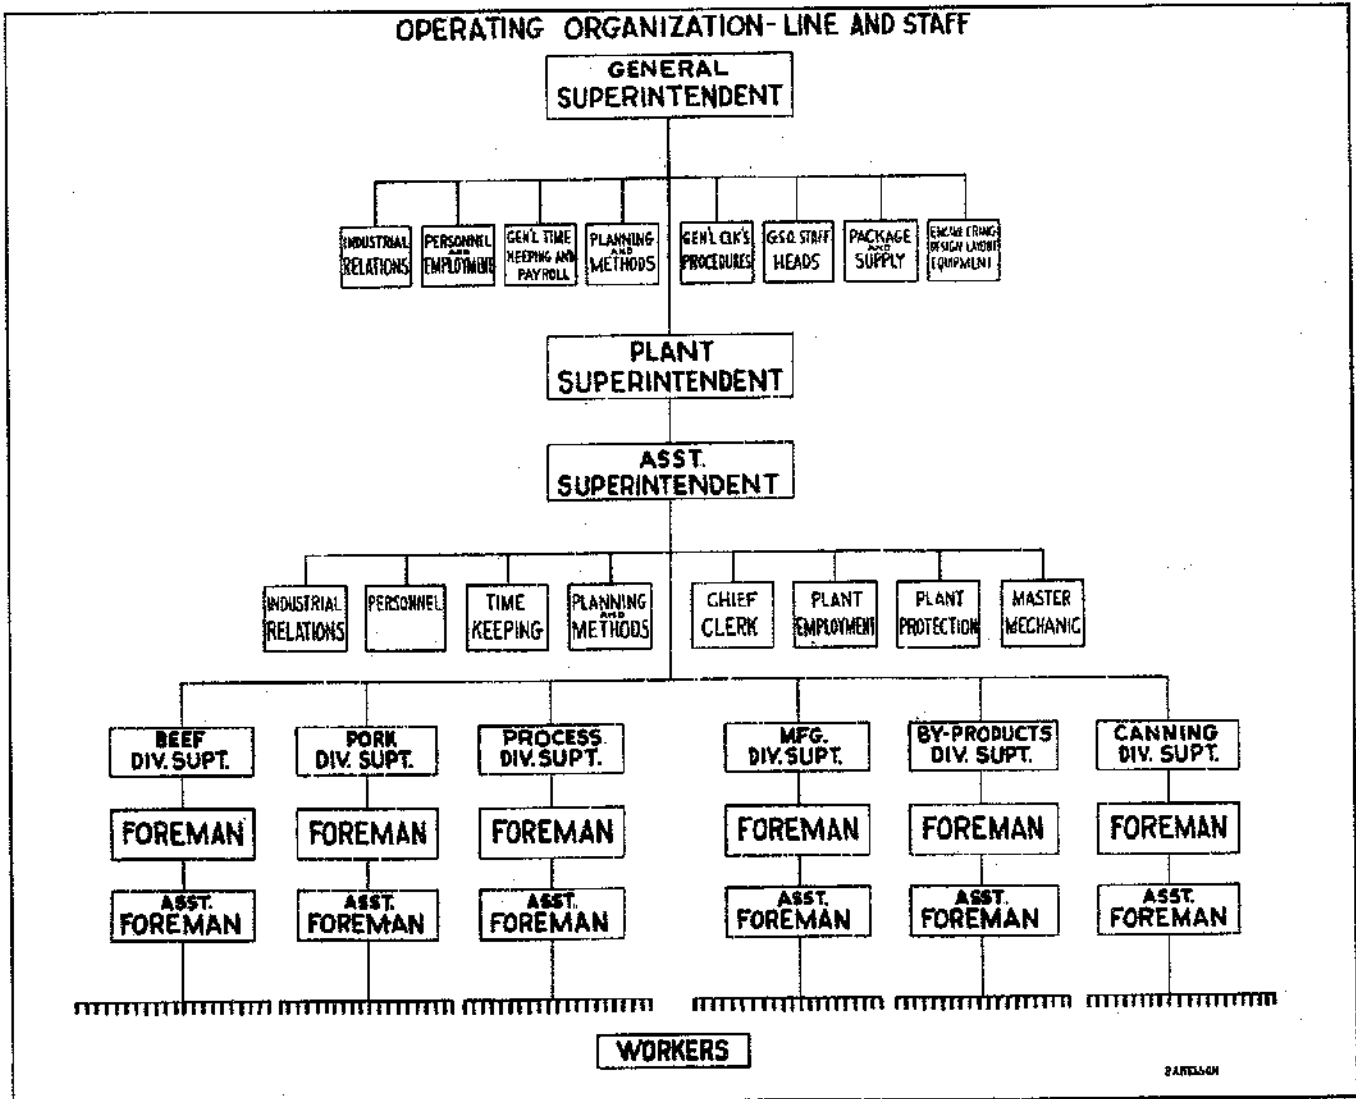 OPERATING ORGANIZATION-LINE AND STAFF
GENERAL
SUPERINTENDENT
INDUSTRIAL
RELATIONS
PERSONNEL
AND
EMPLOYMENT
GEN'L TIME
KEEPING AND
PAYROLL
PLANNING
AND
METHODS
GEN'L CLK'S
PROCEDURES
G.S.O. STAFF
HEADS
PACKAGE
AND
SUPPLY
ENGINEERING
DESIGN LAYOUT
EQUIPMENT
PLANT
SUPERINTENDENT
ASST.
SUPERINTENDENT
INDUSTRIAL
RELATIONS
PERSONNEL
TIME
KEEPING
PLANNING
AND
METHODS
CHIEF
CLERK
PLANT
EMPLOYMENT
PLANT
PROTECTION
MASTER
MECHANIC
BEEF
DIV. SUPT.
PORK
DIV. SUPT.
PROCESS
DIV. SUPT.
MFG.
DIV. SUPT.
BY-PRODUCTS
DIV. SUPT.
CANNING
DIV. SUPT.
FOREMAN
FOREMAN
FOREMAN
FOREMAN
FOREMAN
FOREMAN
ASST.
FOREMAN
ASST.
FOREMAN
ASST.
FOREMAN
ASST.
FOREMAN
ASST.
FOREMAN
ASST.
FOREMAN
WORKERS